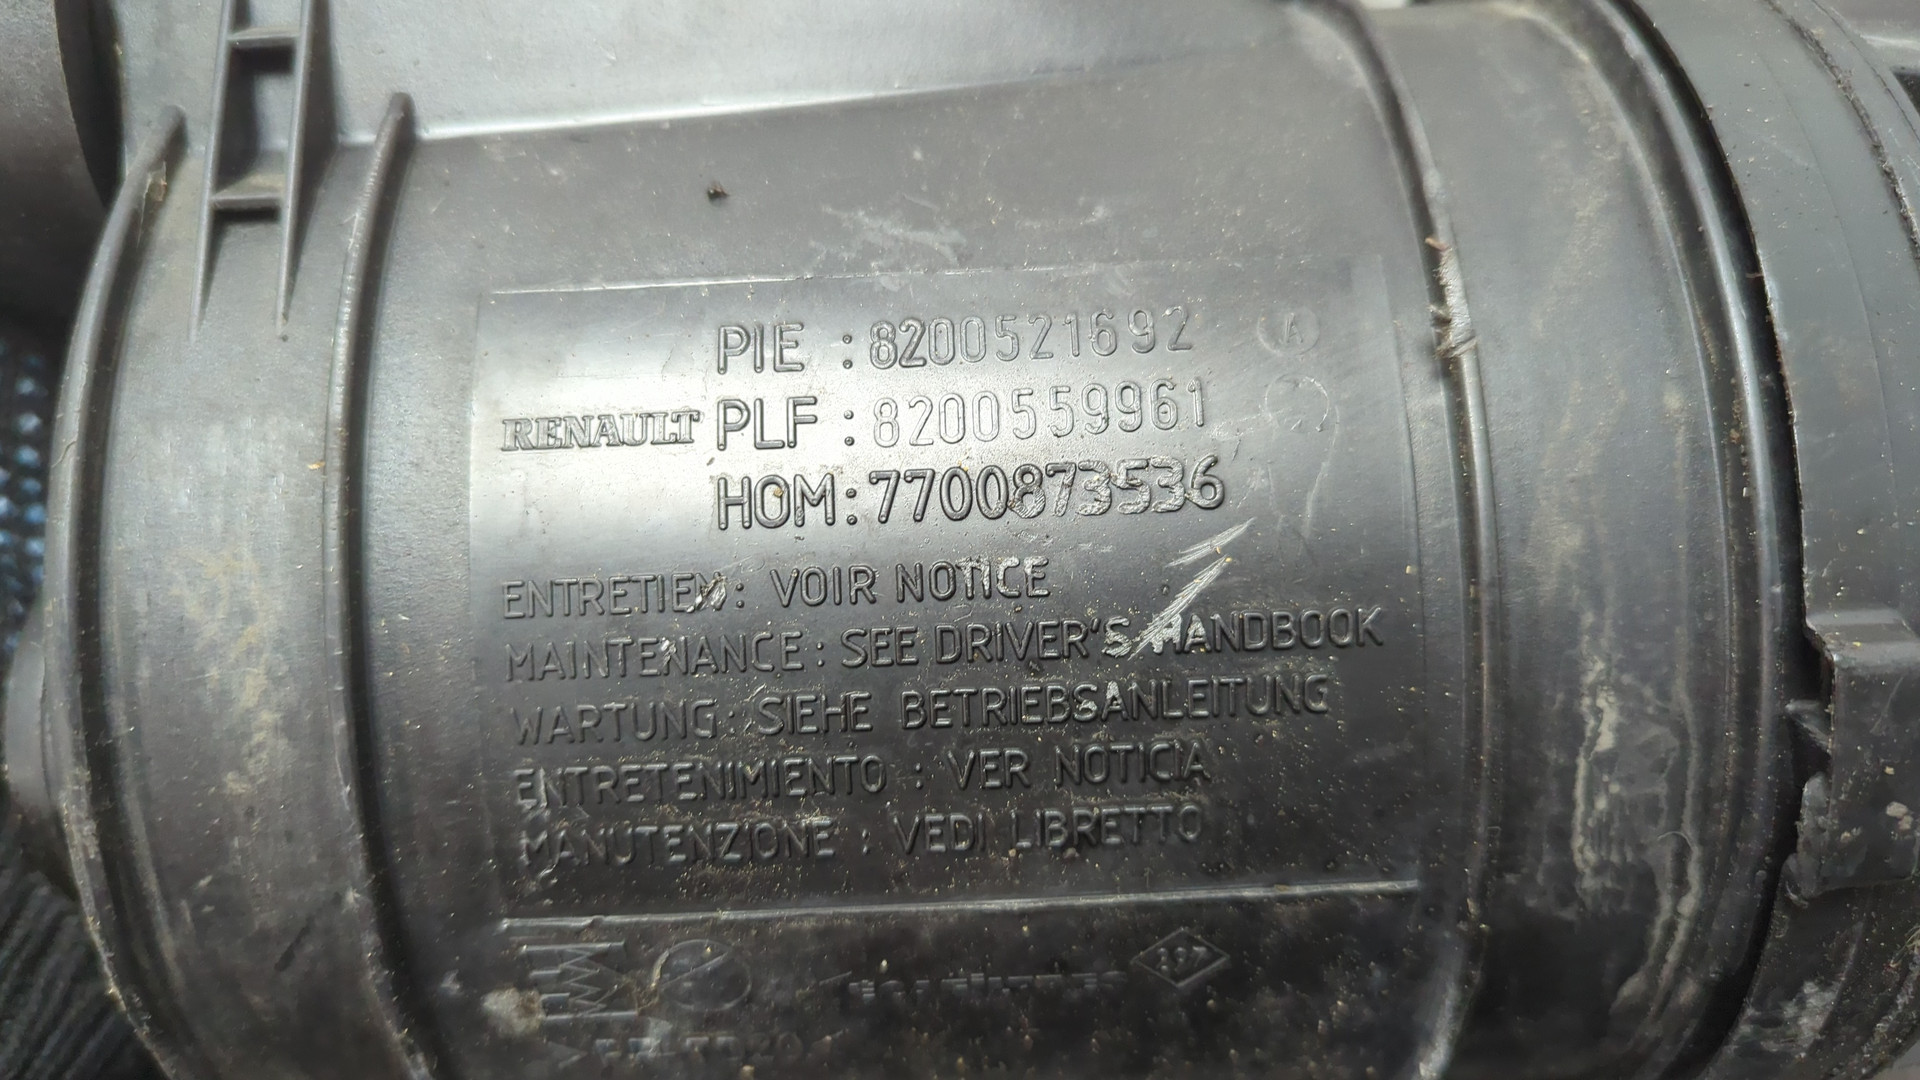 PIE : 8200521692 A
RENAULT PLF : 8200559961
HOM : 7700873536
ENTRETIEN : VOIR NOTICE
MAINTENANCE : SEE DRIVER'S HANDBOOK
WARTUNG : SIEHE BETRIEBSANLEITUNG
ENTRETENIMIENTO : VER NOTICIA
MANUTENZIONE : VEDI LIBRETTO
397